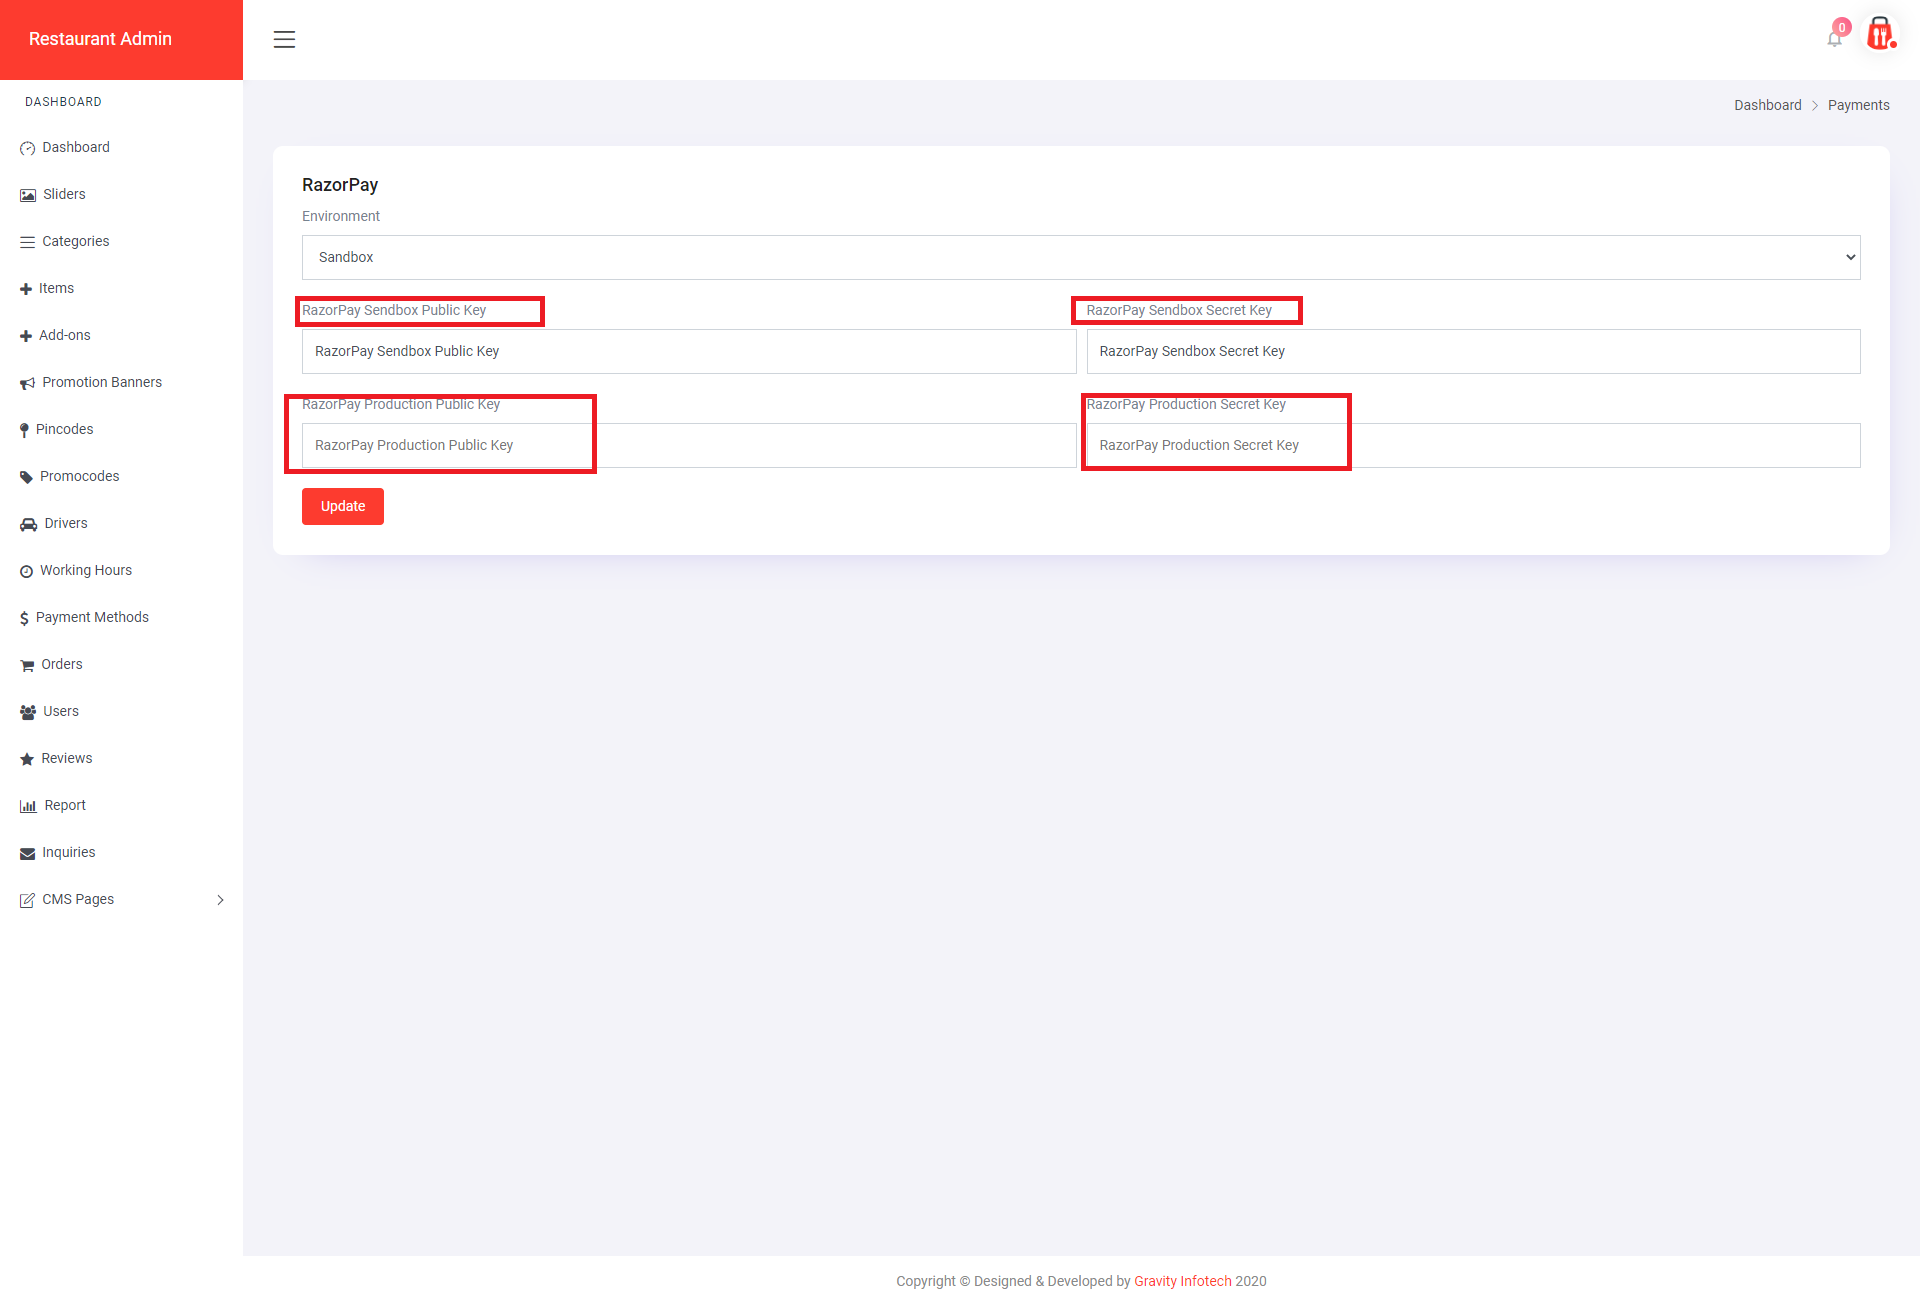 Restaurant Admin
0
DASHBOARD
Dashboard
Sliders
Categories
Items
Add-ons
Promotion Banners
Pincodes
Promocodes
Drivers
Working Hours
Payment Methods
Orders
Users
Reviews
Report
Inquiries
CMS Pages
Dashboard > Payments
RazorPay
Environment
Sandbox
RazorPay Sendbox Public Key
RazorPay Sendbox Secret Key
RazorPay Sendbox Public Key
RazorPay Sendbox Secret Key
RazorPay Production Public Key
RazorPay Production Secret Key
RazorPay Production Public Key
RazorPay Production Secret Key
Update
Copyright © Designed & Developed by Gravity Infotech 2020